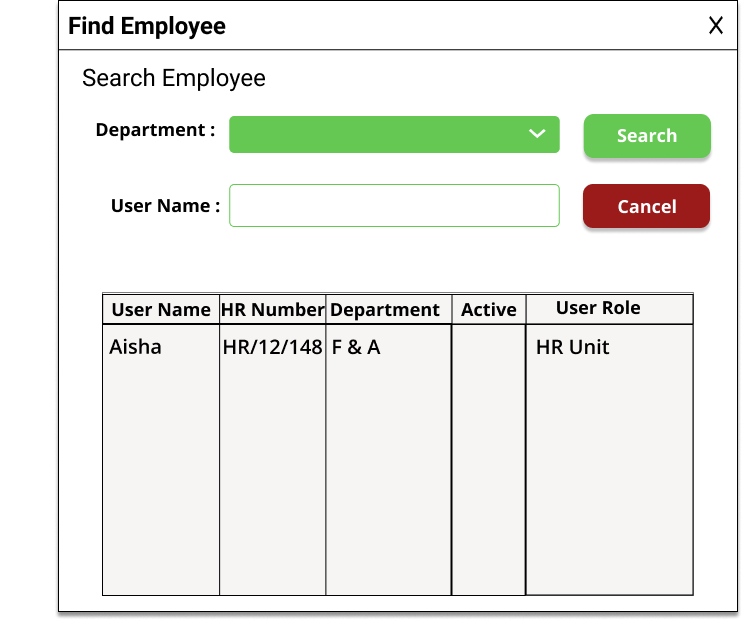 Find Employee X
Search Employee
Department :
Search
User Name :
Cancel
User Name HR Number Department Active User Role
Aisha HR/12/148 F & A HR Unit